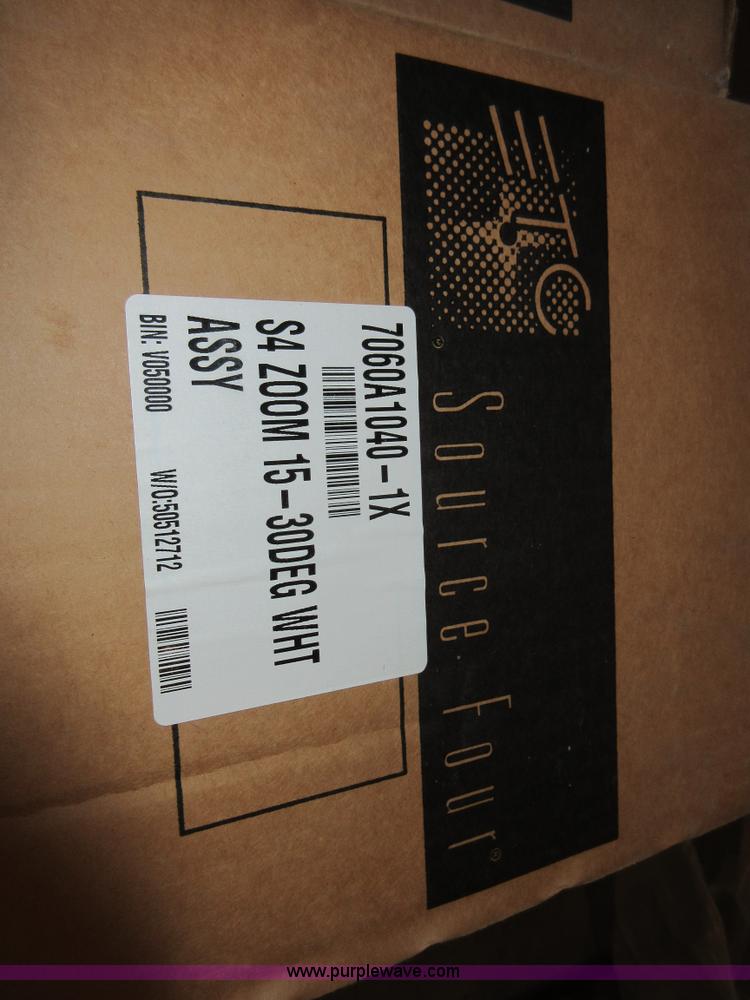 ETC
Source Four®
7060A1040-1X
S4 ZOOM 15-30DEG WHT
ASSY
BIN: V050000 W/O:50512712
www.purplewave.com